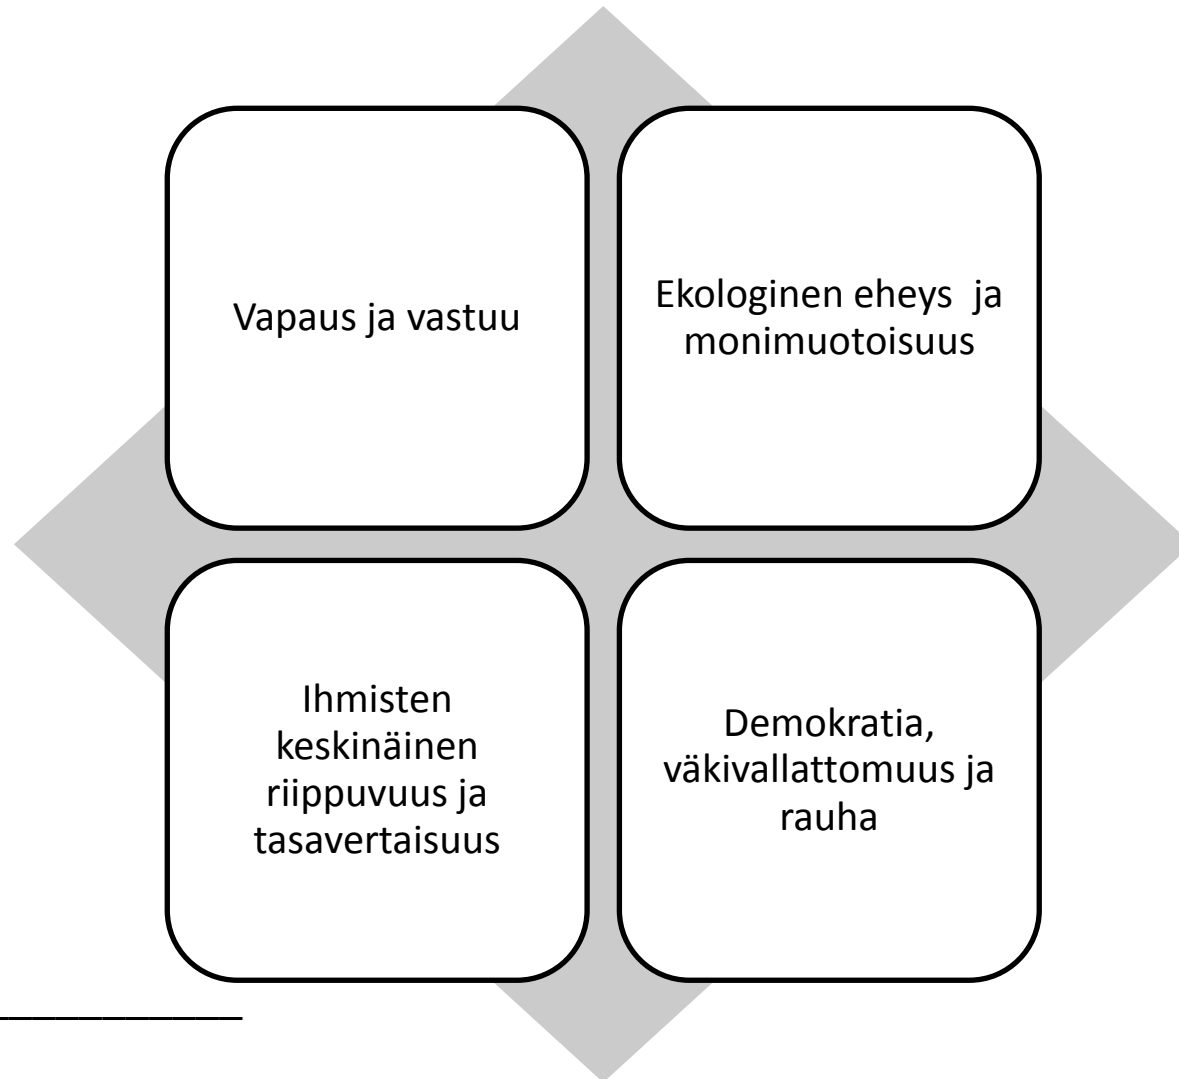 Vapaus ja vastuu
Ekologinen eheys  ja
monimuotoisuus
Ihmisten
keskinäinen
riippuvuus ja
tasavertaisuus
Demokratia,
väkivallattomuus ja
rauha